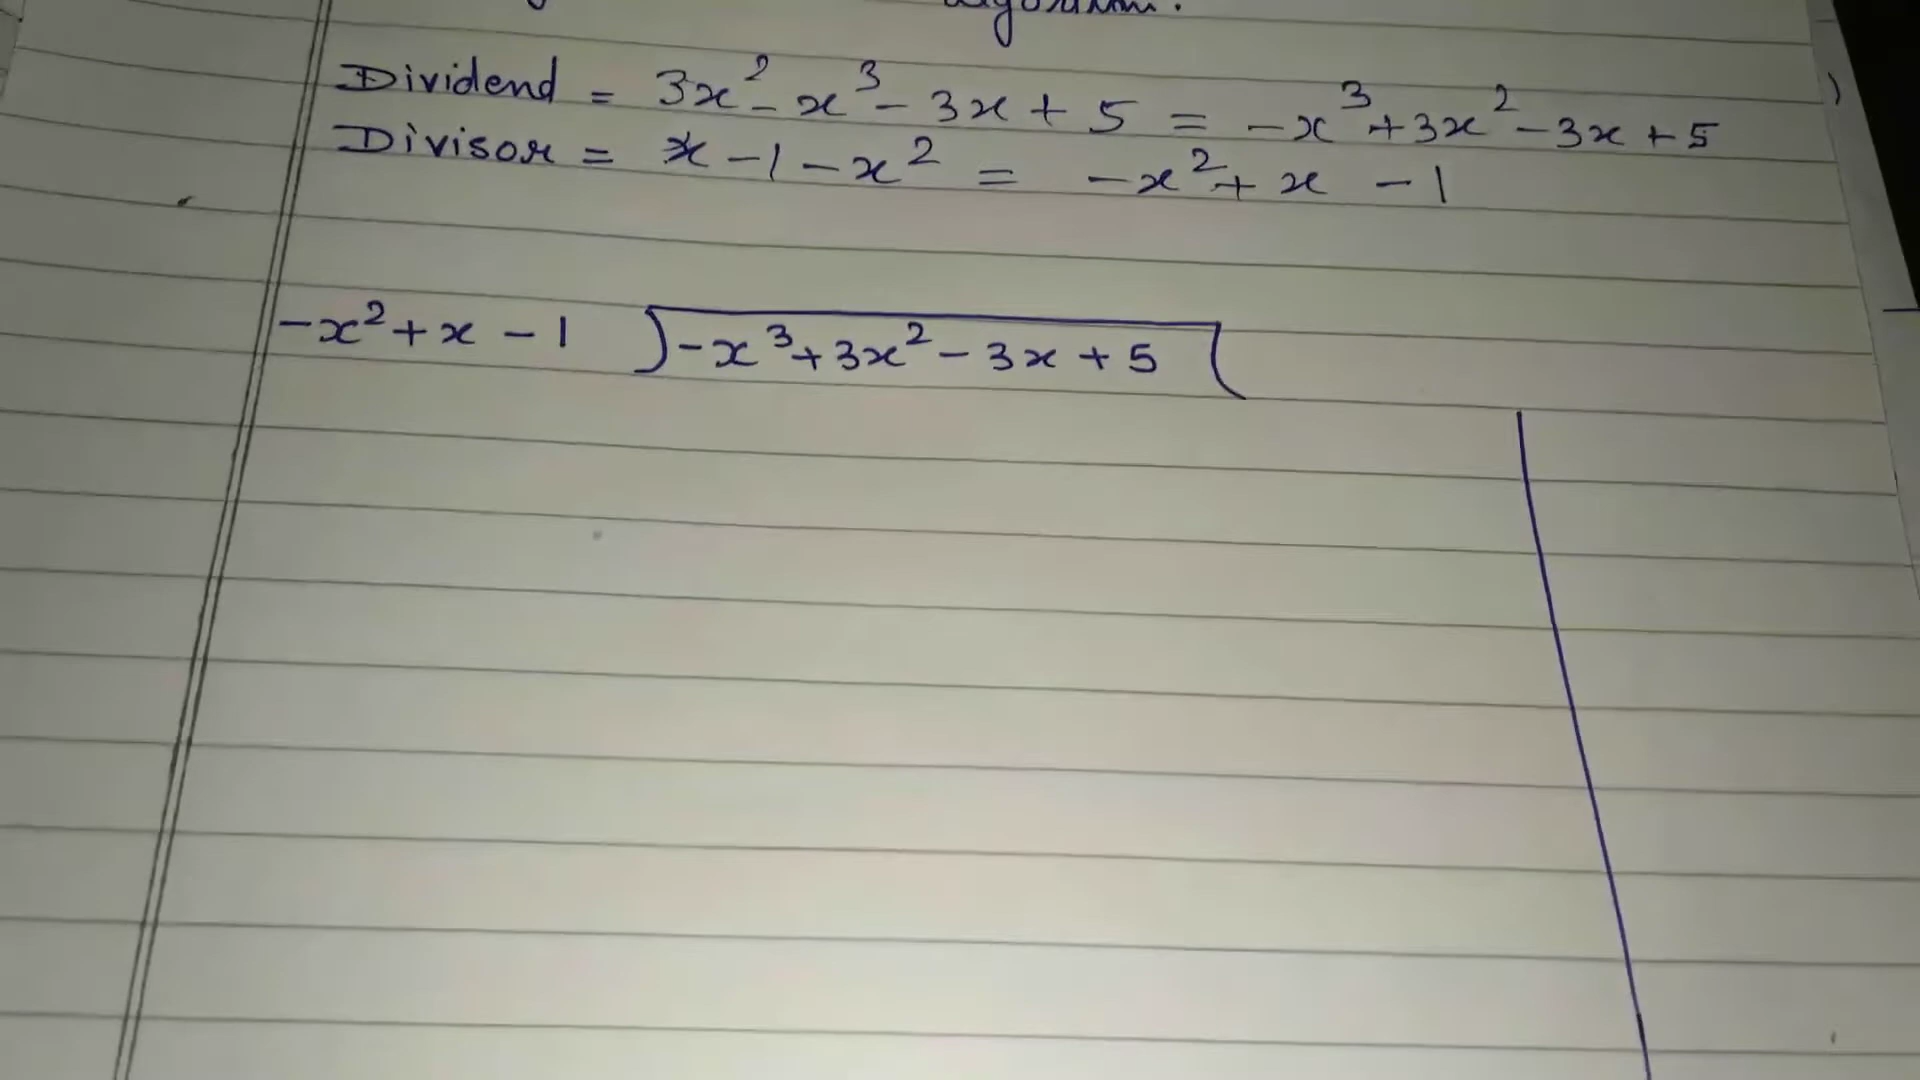 algorithm.
Dividend = 3x² - x³ - 3x + 5 = -x³ + 3x² - 3x + 5
Divisor = x - 1 - x² = -x² + x - 1
-x² + x - 1 ) -x³ + 3x² - 3x + 5 (